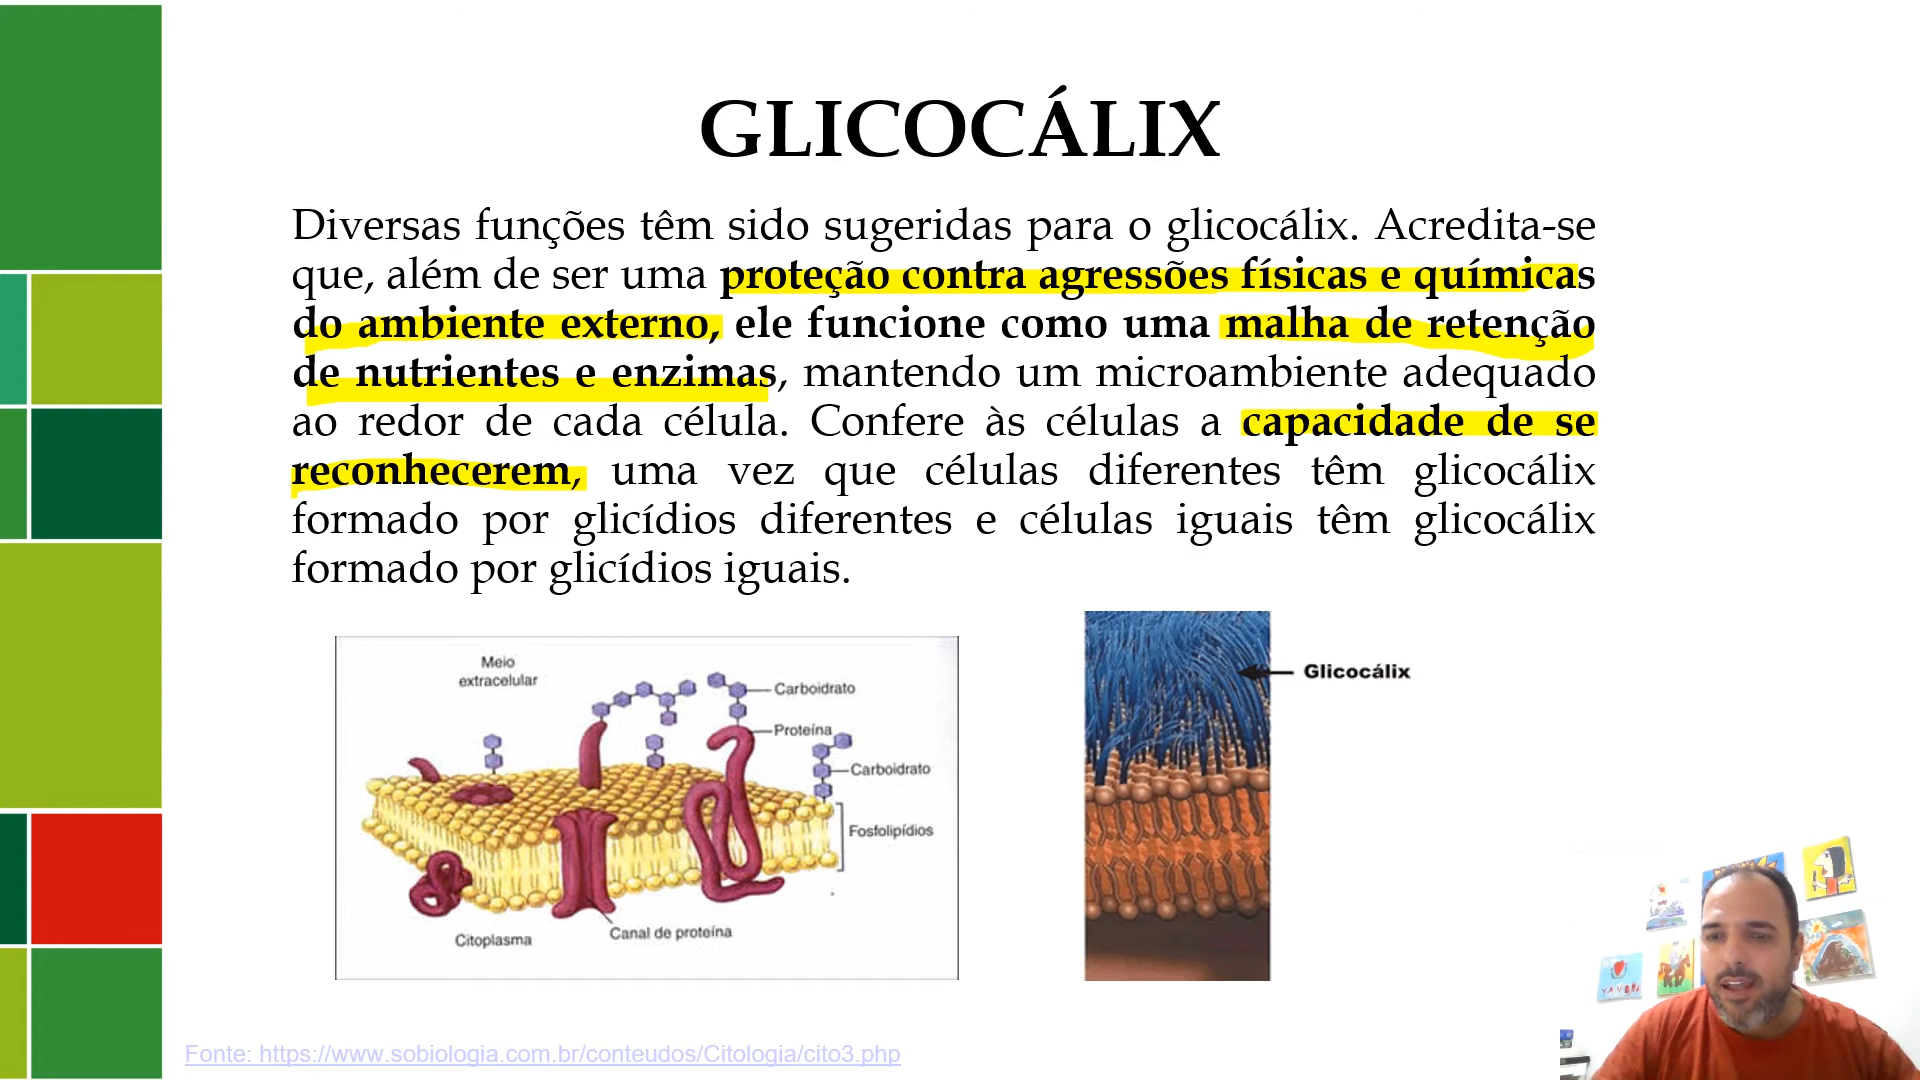 GLICOCÁLIX
Diversas funções têm sido sugeridas para o glicocálix. Acredita-se
que, além de ser uma proteção contra agressões físicas e químicas
do ambiente externo, ele funcione como uma malha de retenção
de nutrientes e enzimas, mantendo um microambiente adequado
ao redor de cada célula. Confere às células a capacidade de se
reconhecerem, uma vez que células diferentes têm glicocálix
formado por glicídios diferentes e células iguais têm glicocálix
formado por glicídios iguais.
Meio
extracelular
Carboidrato
Proteína
Carboidrato
Fosfolipídios
Canal de proteína
Citoplasma
Glicocálix
Fonte: https://www.sobiologia.com.br/conteudos/Citologia/cito3.php